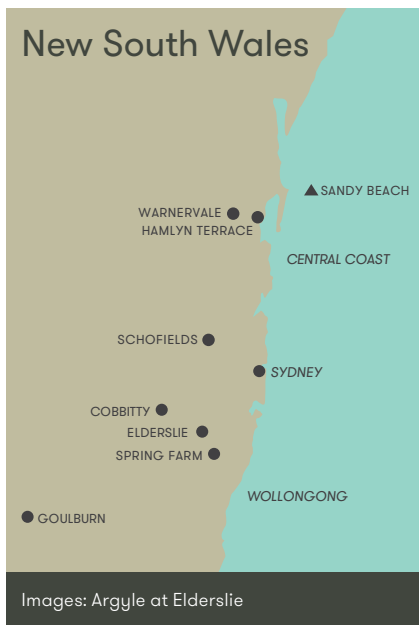 New South Wales
SANDY BEACH
WARNERVALE
HAMLYN TERRACE
CENTRAL COAST
SCHOFIELDS
SYDNEY
COBBITTY
ELDERSLIE
SPRING FARM
WOLLONGONG
GOULBURN
Images: Argyle at Elderslie